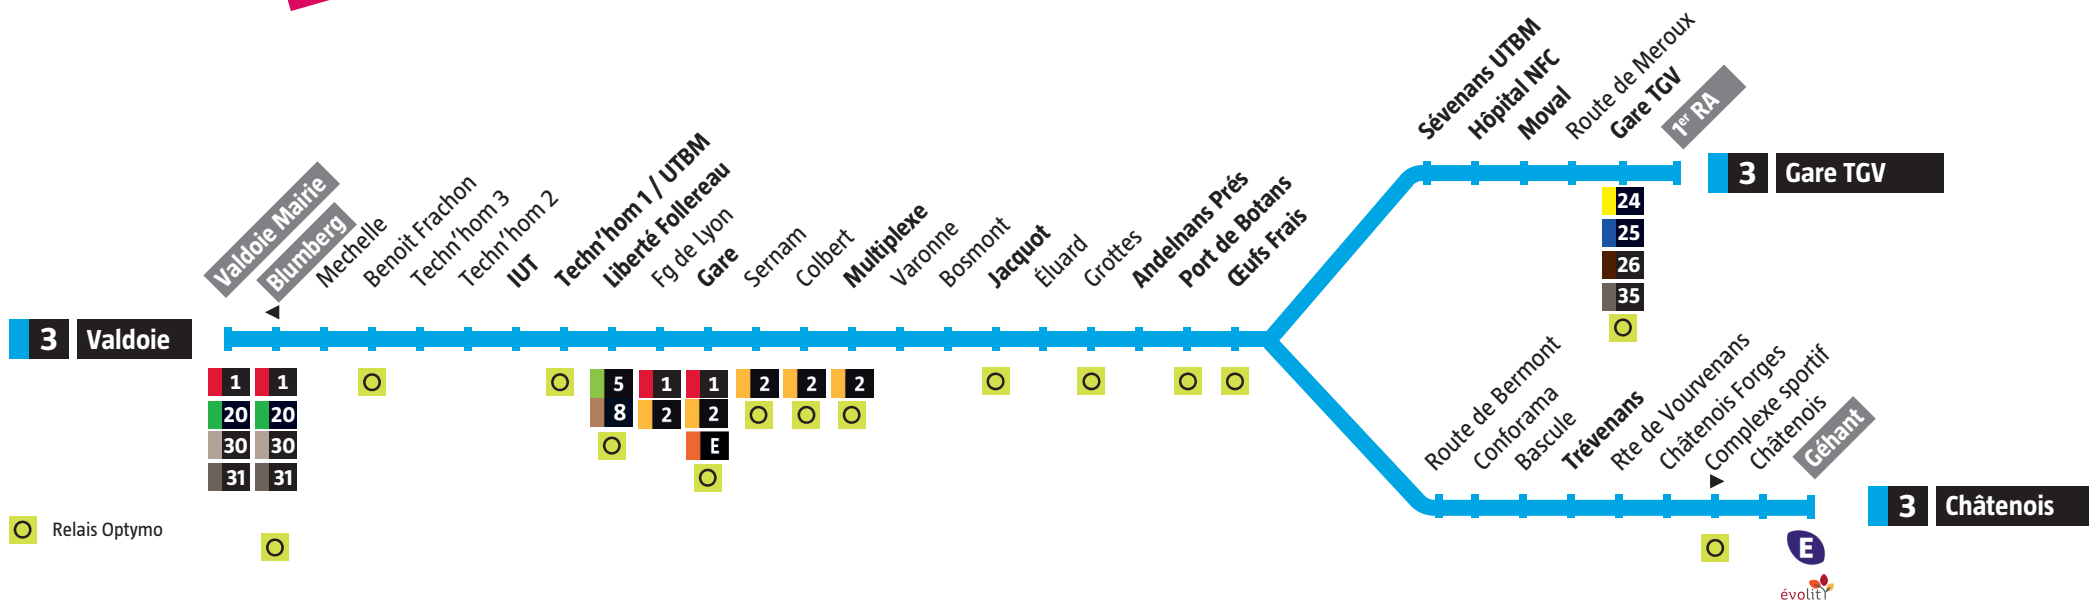 3 Valdoie
Valdoie Mairie
Blumberg
Mechelle
Benoît Frachon
Techn'hom 3
Techn'hom 2
IUT
Techn'hom 1 / UTBM
Liberté Follereau
Fg de Lyon
Gare
Sernam
Colbert
Multiplexe
Varonne
Bosmont
Jacquot
Éluard
Grottes
Andelnans Prés
Port de Botans
Œufs Frais
1
20
30
31
1
20
30
31
5
8
1
2
1
2
E
2
2
2
Sévenans UTBM
Hôpital NFC
Moval
Route de Meroux
Gare TGV
1er RA
3 Gare TGV
24
25
26
35
Route de Bermont
Conforama
Bascule
Trévenans
Rte de Vourvenans
Châtenois Forges
Complexe sportif
Châtenois
Géhant
3 Châtenois
E
évolitY
Relais Optymo